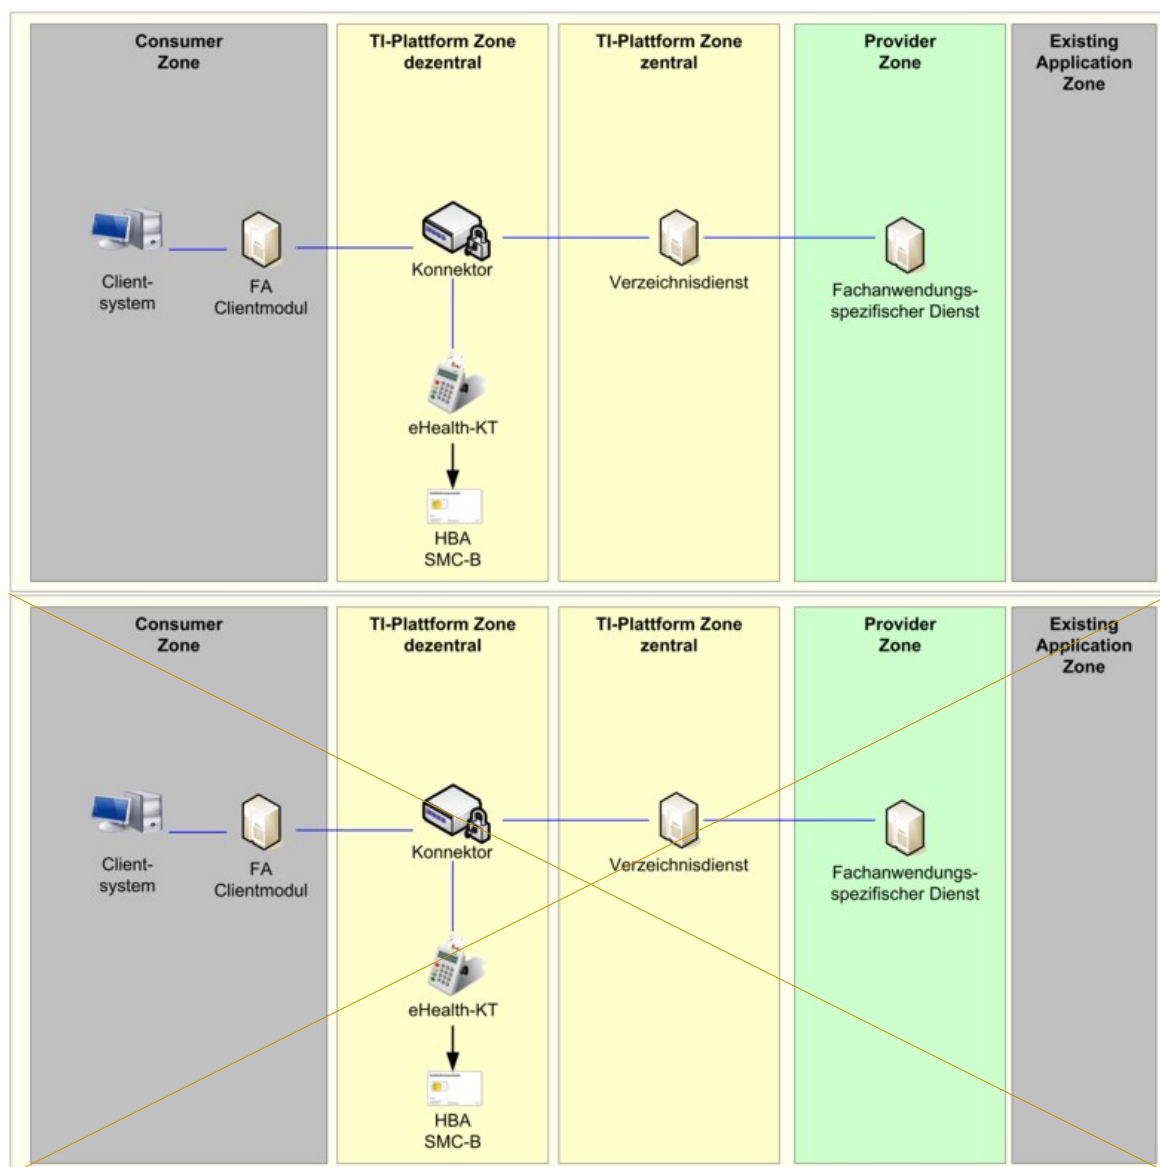 Consumer
Zone
TI-Plattform Zone
dezentral
TI-Plattform Zone
zentral
Provider
Zone
Existing
Application
Zone
Client-
system
FA
Clientmodul
Konnektor
Verzeichnisdienst
Fachanwendungs-
spezifischer Dienst
eHealth-KT
HBA
SMC-B
Consumer
Zone
TI-Plattform Zone
dezentral
TI-Plattform Zone
zentral
Provider
Zone
Existing
Application
Zone
Client-
system
FA
Clientmodul
Konnektor
Verzeichnisdienst
Fachanwendungs-
spezifischer Dienst
eHealth-KT
HBA
SMC-B